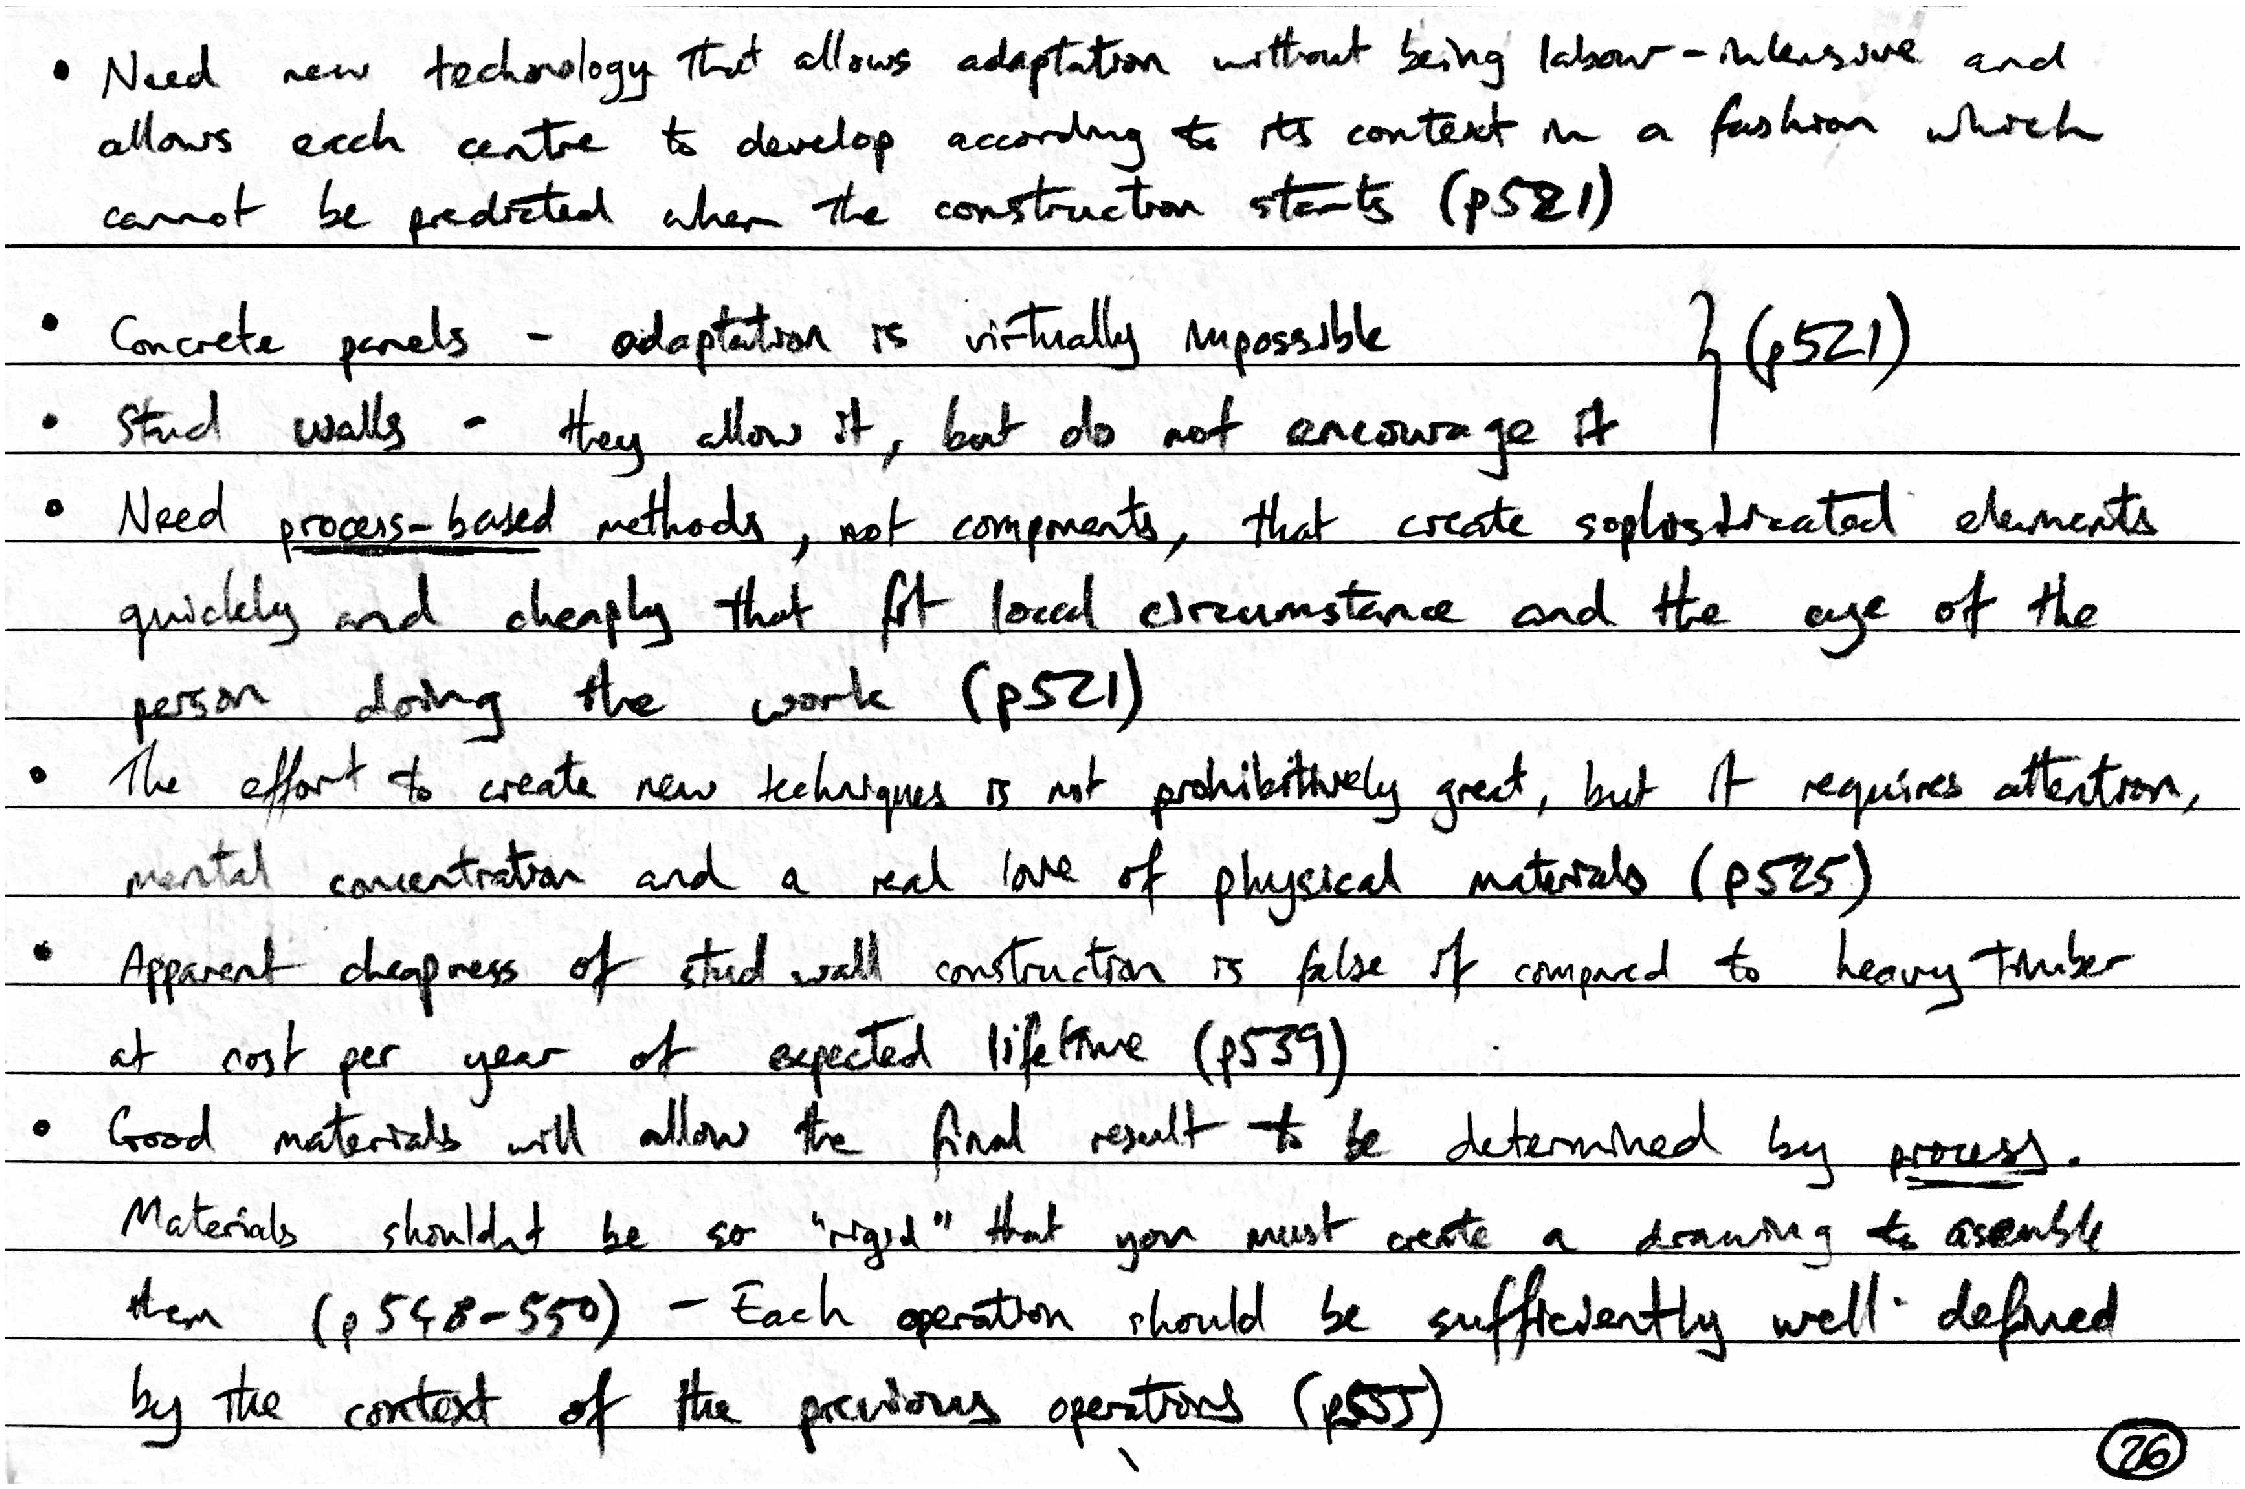 • Need new technology that allows adaptation without being labour-intensive and
allows each centre to develop according to its context in a fashion which
cannot be predicted when the construction starts (p521)
• Concrete panels - adaptation is virtually impossible } (p521)
• Stud walls - they allow it, but do not encourage it
• Need process-based methods, not components, that create sophisticated elements
quickly and cheaply that fit local circumstance and the eye of the
person doing the work (p521)
• The effort to create new techniques is not prohibitively great, but it requires attention,
mental concentration and a real love of physical materials (p525)
• Apparent cheapness of stud wall construction is false if compared to heavy timber
at cost per year of expected lifetime (p539)
• Good materials will allow the final result to be determined by process.
Materials shouldnt be so "rigid" that you must create a drawing to assemble
them (p548-550) - Each operation should be sufficiently well-defined
by the context of the previous operations (p555)
26